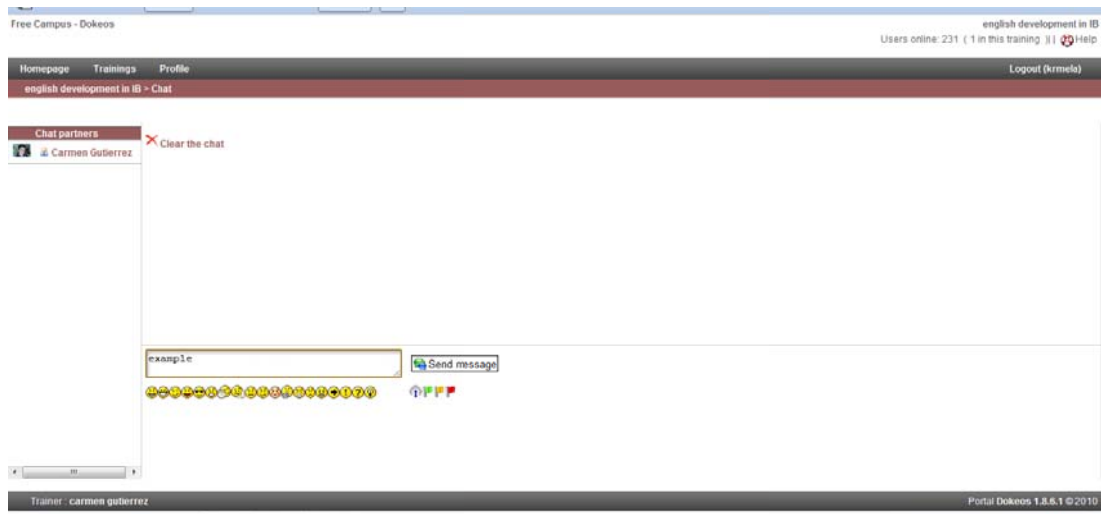 Free Campus - Dokeos
english development in IB
Users online: 231 ( 1 in this training ) | Help
Homepage Trainings Profile Logout (krmela)
english development in IB > Chat
Chat partners
Carmen Gutierrez
Clear the chat
example
Send message
Trainer : carmen gutierrez
Portal Dokeos 1.8.6.1 © 2010